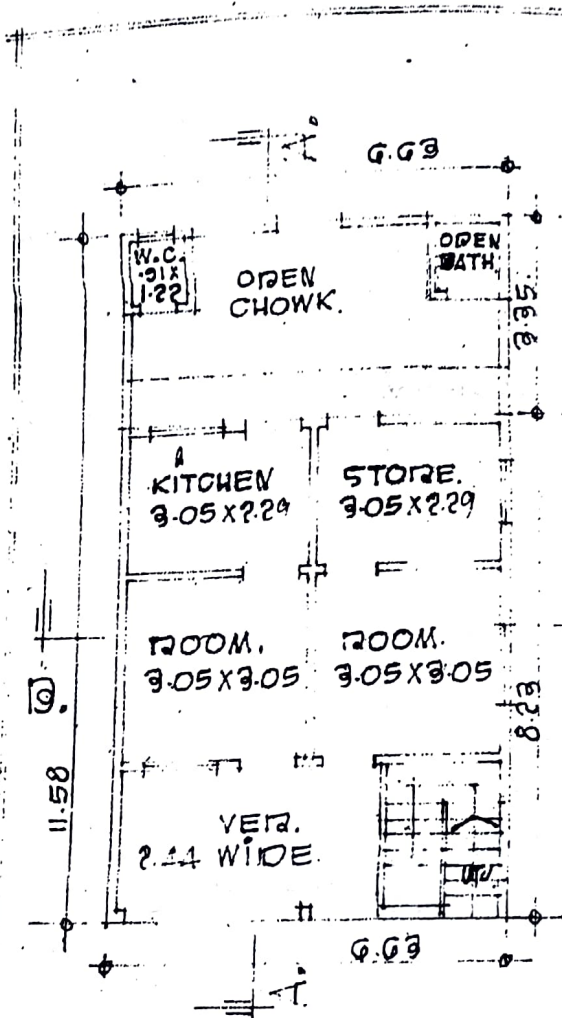 A.
6.63
W.C.
.91X
1.22
OPEN
CHOWK.
OPEN
BATH
3.35.
KITCHEN
3.05X2.29
STORE.
3.05X2.29
ROOM.
3.05X3.05
ROOM.
3.05X3.05
B.
11.58
8.23
VER.
2.44 WIDE.
UP
6.63
A.